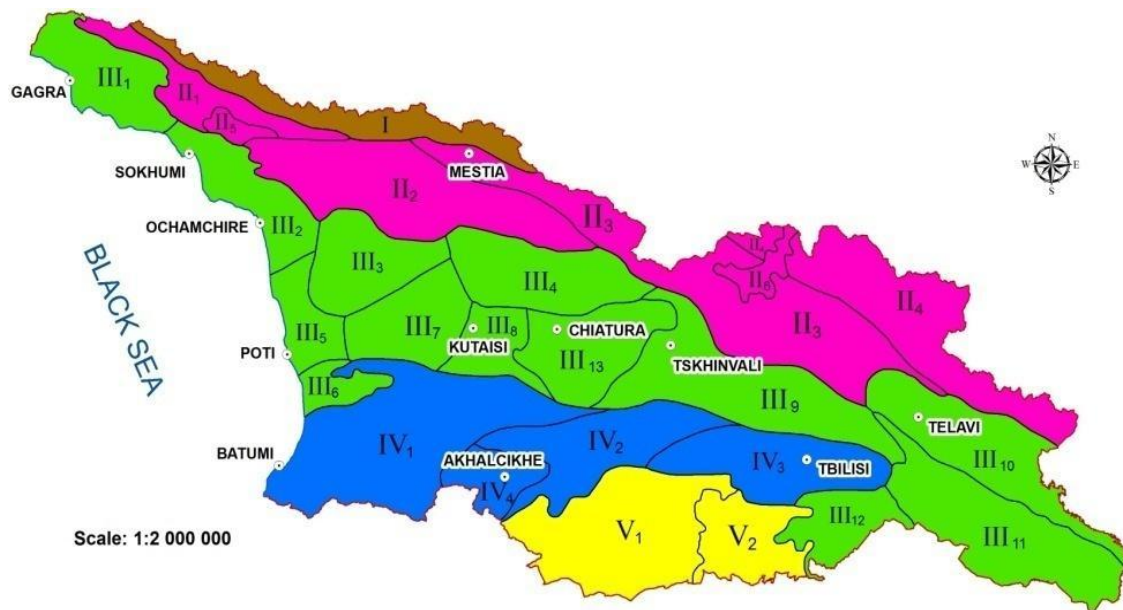 N
W E
S
GAGRA
III1
II1
II5
I
SOKHUMI
MESTIA
II2
II3
OCHAMCHIRE
III2
III3
III4
II6
II4
II3
BLACK SEA
III5
III7
KUTAISI
III8
CHIATURA
III13
TSKHINVALI
POTI
III6
III9
TELAVI
III10
BATUMI
IV1
AKHALCIKHE
IV2
IV4
IV3
TBILISI
III11
III12
V1
V2
Scale: 1:2 000 000